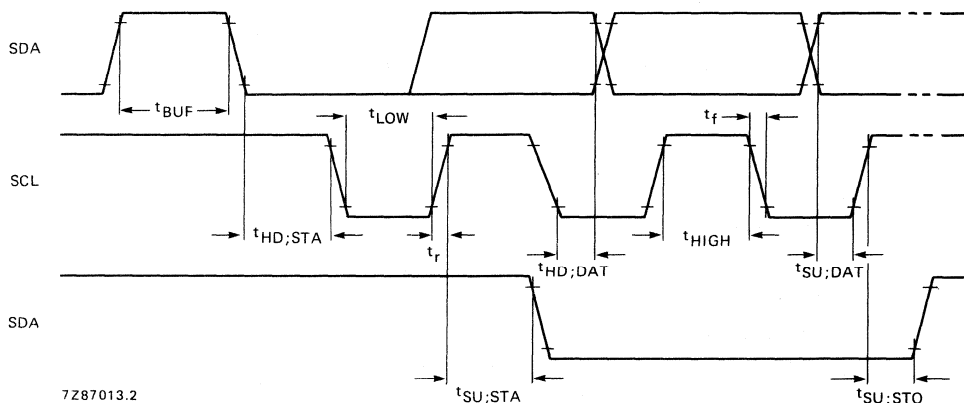 SDA
tBUF
tLOW
tf
SCL
tHD;STA
tr
tHD;DAT
tHIGH
tSU;DAT
SDA
7Z87013.2
tSU;STA
tSU;STO